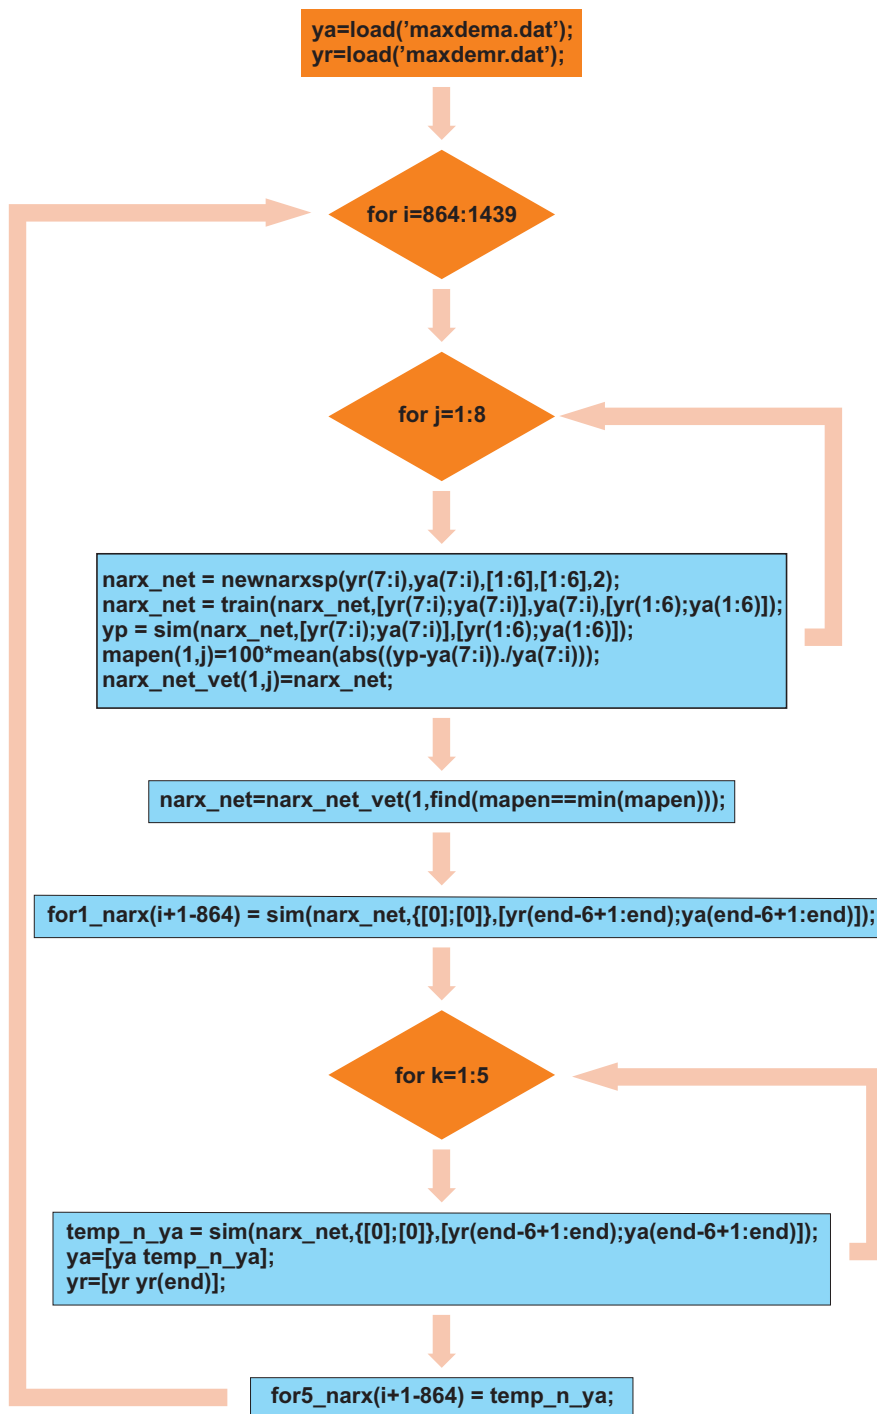 ya=load('maxdema.dat');
yr=load('maxdemr.dat');
for i=864:1439
for j=1:8
narx_net = newnarxsp(yr(7:i),ya(7:i),[1:6],[1:6],2);
narx_net = train(narx_net,[yr(7:i);ya(7:i)],ya(7:i),[yr(1:6);ya(1:6)]);
yp = sim(narx_net,[yr(7:i);ya(7:i)],[yr(1:6);ya(1:6)]);
mapen(1,j)=100*mean(abs((yp-ya(7:i))./ya(7:i)));
narx_net_vet(1,j)=narx_net;
narx_net=narx_net_vet(1,find(mapen==min(mapen)));
for1_narx(i+1-864) = sim(narx_net,{[0];[0]},[yr(end-6+1:end);ya(end-6+1:end)]);
for k=1:5
temp_n_ya = sim(narx_net,{[0];[0]},[yr(end-6+1:end);ya(end-6+1:end)]);
ya=[ya temp_n_ya];
yr=[yr yr(end)];
for5_narx(i+1-864) = temp_n_ya;